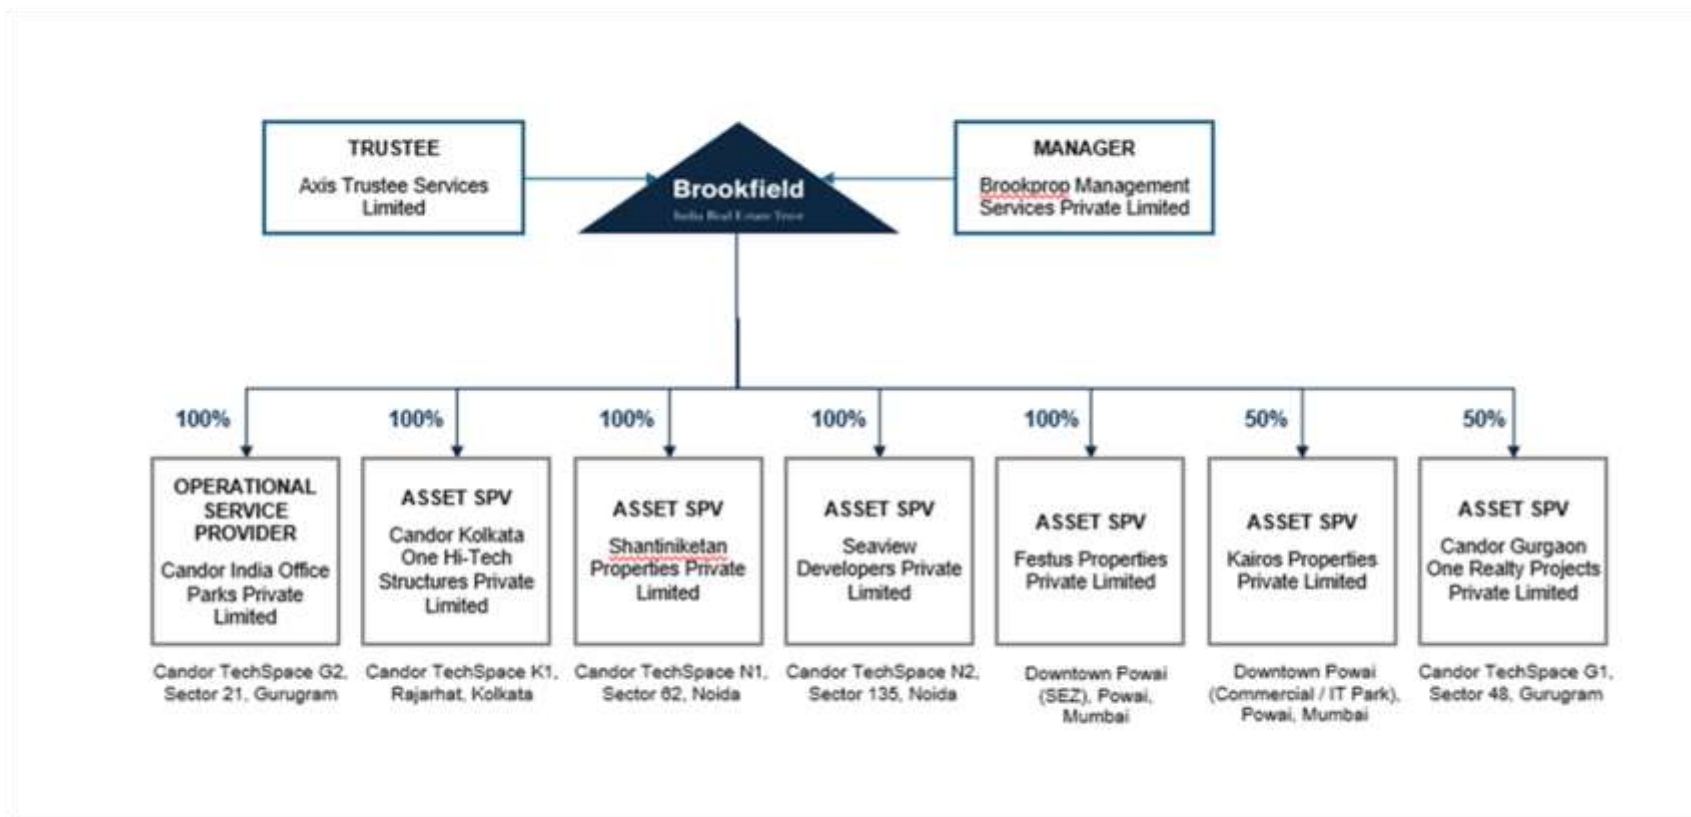 TRUSTEE
Axis Trustee Services
Limited
Brookfield
India Real Estate Trust
MANAGER
Brookprop Management
Services Private Limited
100%
100%
100%
100%
100%
50%
50%
OPERATIONAL
SERVICE
PROVIDER
Candor India Office
Parks Private
Limited
ASSET SPV
Candor Kolkata
One Hi-Tech
Structures Private
Limited
ASSET SPV
Shantiniketan
Properties Private
Limited
ASSET SPV
Seaview
Developers Private
Limited
ASSET SPV
Festus Properties
Private Limited
ASSET SPV
Kairos Properties
Private Limited
ASSET SPV
Candor Gurgaon
One Realty Projects
Private Limited
Candor TechSpace G2,
Sector 21, Gurugram
Candor TechSpace K1,
Rajarhat, Kolkata
Candor TechSpace N1,
Sector 62, Noida
Candor TechSpace N2,
Sector 135, Noida
Downtown Powai
(SEZ), Powai,
Mumbai
Downtown Powai
(Commercial / IT Park),
Powai, Mumbai
Candor TechSpace G1,
Sector 48, Gurugram